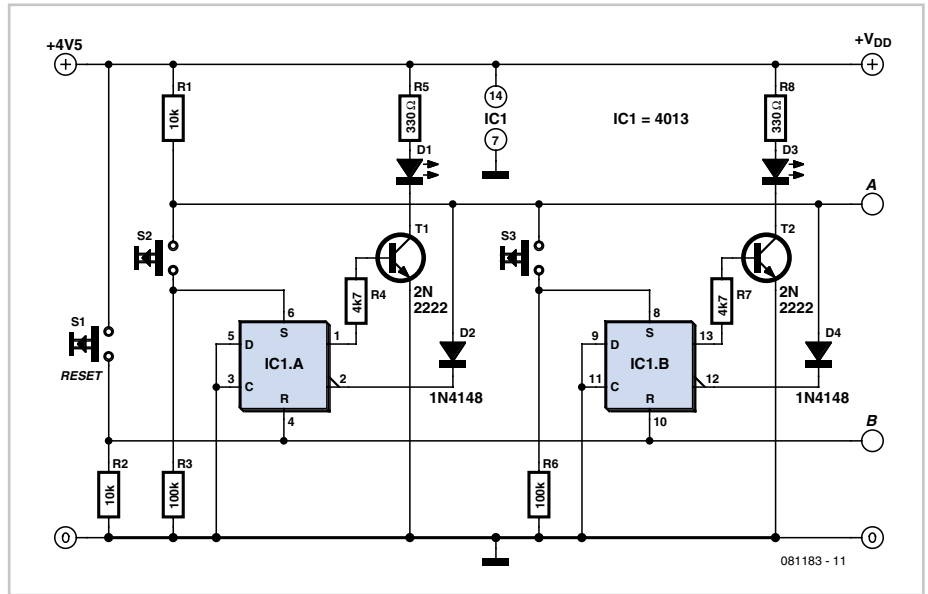 +4V5
+VDD
R1
10k
R5
330Ω
14
IC1
7
IC1 = 4013
R8
330Ω
D1
D3
A
S2
T1
2N
2222
R4
4k7
S3
T2
2N
2222
R7
4k7
S1
RESET
6
S
5
D
1
IC1.A
3
C
2
R
4
D2
1N4148
8
S
9
D
13
IC1.B
11
C
12
R
10
D4
1N4148
B
R2
10k
R3
100k
R6
100k
0
0
081183 - 11